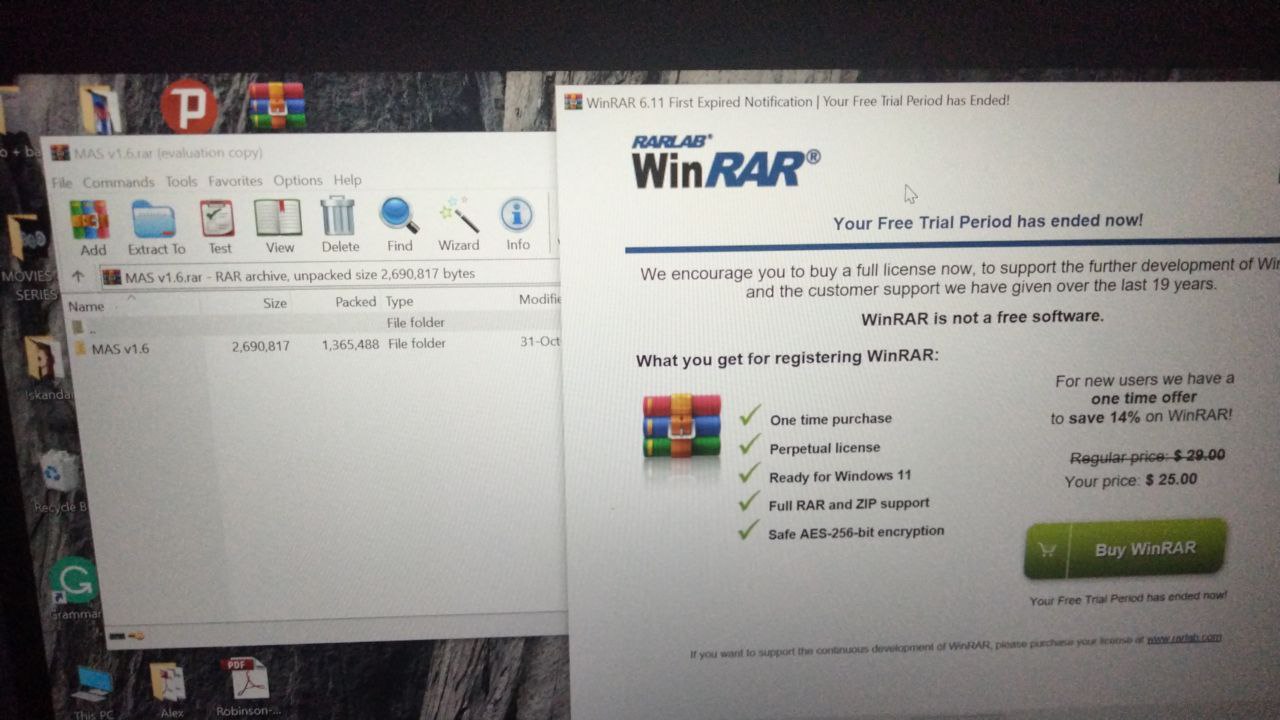 MAS v1.6.rar (evaluation copy)
File Commands Tools Favorites Options Help
Add Extract To Test View Delete Find Wizard Info
MAS v1.6.rar - RAR archive, unpacked size 2,690,817 bytes
Name Size Packed Type Modifie
.. File folder
MAS v1.6 2,690,817 1,365,488 File folder 31-Oct
MOVIES
SERIES
Iskanda
Recycle B
Grammar
This PC
Alex
PDF
Robinson-...
WinRAR 6.11 First Expired Notification | Your Free Trial Period has Ended!
RARLAB®
WinRAR®
Your Free Trial Period has ended now!
We encourage you to buy a full license now, to support the further development of Win
and the customer support we have given over the last 19 years.
WinRAR is not a free software.
What you get for registering WinRAR:
One time purchase
Perpetual license
Ready for Windows 11
Full RAR and ZIP support
Safe AES-256-bit encryption
For new users we have a
one time offer
to save 14% on WinRAR!
Regular price: $ 29.00
Your price: $ 25.00
Buy WinRAR
Your Free Trial Period has ended now!
If you want to support the continuous development of WinRAR, please purchase your license at www.rarlab.com